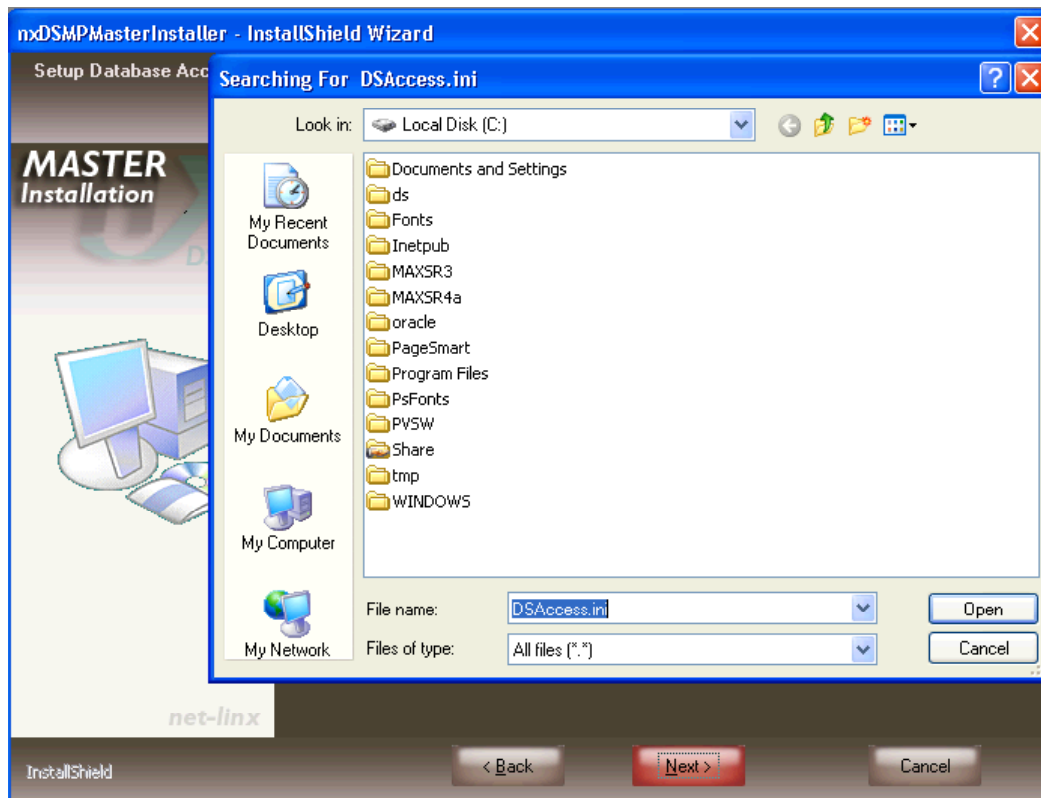 nxDSMPMasterInstaller - InstallShield Wizard
Setup Database Acc
Searching For DSAccess.ini
Look in:
Local Disk (C:)
MASTER
Installation
My Recent
Documents
Desktop
My Documents
My Computer
My Network
Documents and Settings
ds
Fonts
Inetpub
MAXSR3
MAXSR4a
oracle
PageSmart
Program Files
PsFonts
PVSW
Share
tmp
WINDOWS
File name:
DSAccess.ini
Open
Files of type:
All files (*.*)
Cancel
net-linx
InstallShield
< Back
Next >
Cancel